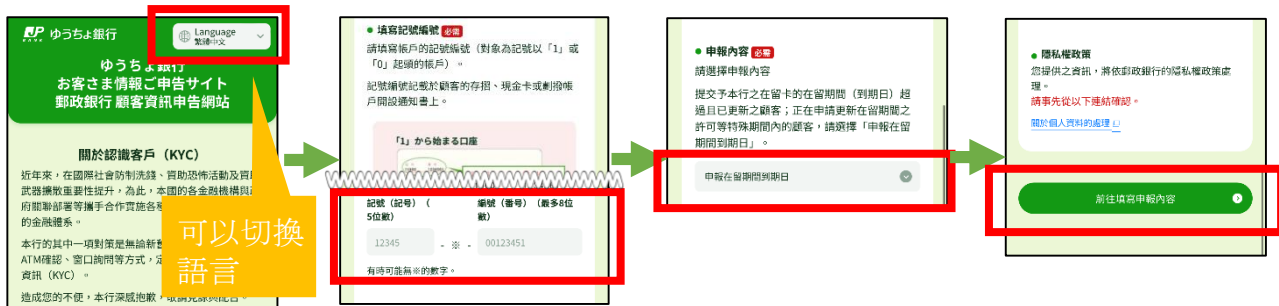 JP BANK ゆうちょ銀行
Language
繁體中文
ゆうちょ銀行
お客さま情報ご申告サイト
郵政銀行 顧客資訊申告網站
關於認識客戶（KYC）
近年來，在國際社會防制洗錢、資助恐怖活動及資助
武器擴散重要性提升，為此，本國的各金融機構與政
府關聯部署等攜手合作實施各種
的金融體系。
本行的其中一項對策是無論新舊
ATM確認、窗口詢問等方式，定
資訊（KYC）。
造成您的不便，本行深感抱歉，敬請見諒與配合。
可以切換
語言
• 填寫記號編號 必需
請填寫帳戶的記號編號（對象為記號以「1」或
「0」起頭的帳戶）。
記號編號記載於顧客的存摺、現金卡或劃撥帳
戶開設通知書上。
「1」から始まる口座
記號（記号）（
5位數）
編號（番号）（最多8位
數）
12345 - ※ - 00123451
有時可能無※的數字。
• 申報內容 必需
請選擇申報內容
提交予本行之在留卡的在留期間（到期日）超
過且已更新之顧客；正在申請更新在留期間之
許可等特殊期間內的顧客，請選擇「申報在留
期間到期日」。
申報在留期間到期日
• 隱私權政策
您提供之資訊，將依郵政銀行的隱私權政策處
理。
請事先從以下連結確認。
關於個人資料的處理
前往填寫申報內容